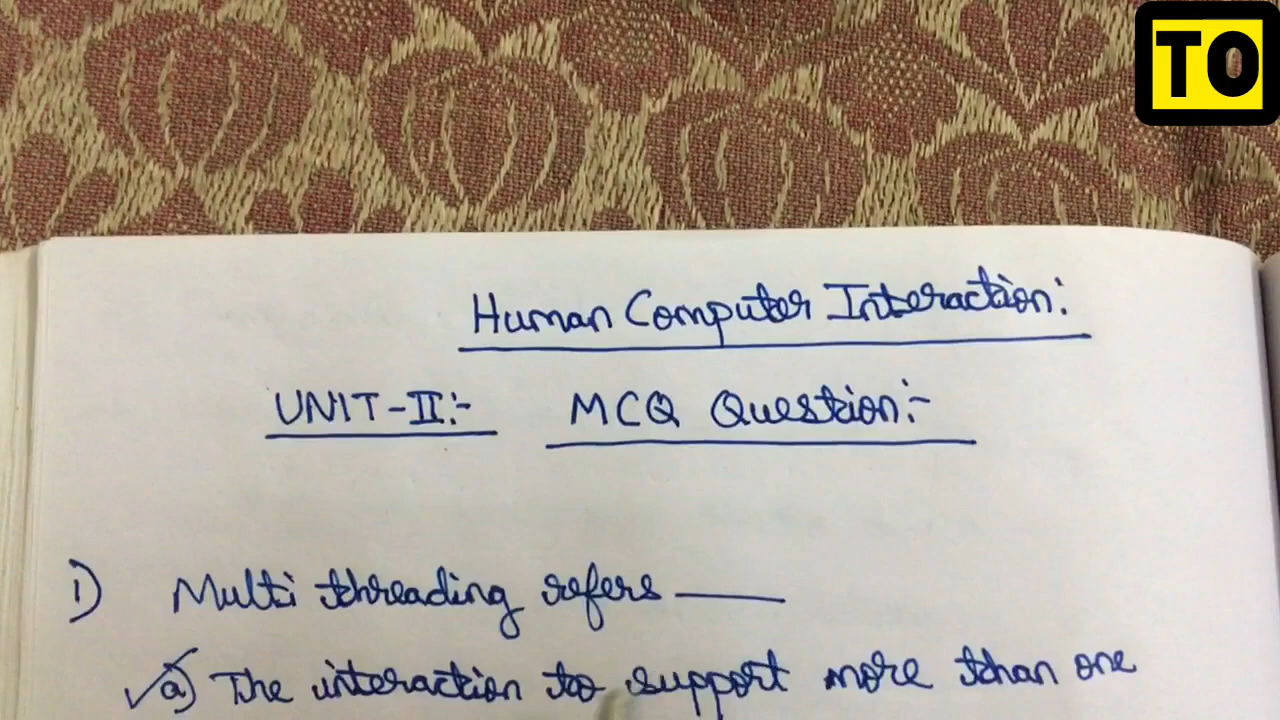 TO
Human Computer Interaction:
UNIT-II:- MCQ Question:-
1) Multi threading refers ____
✓a) The interaction to support more than one